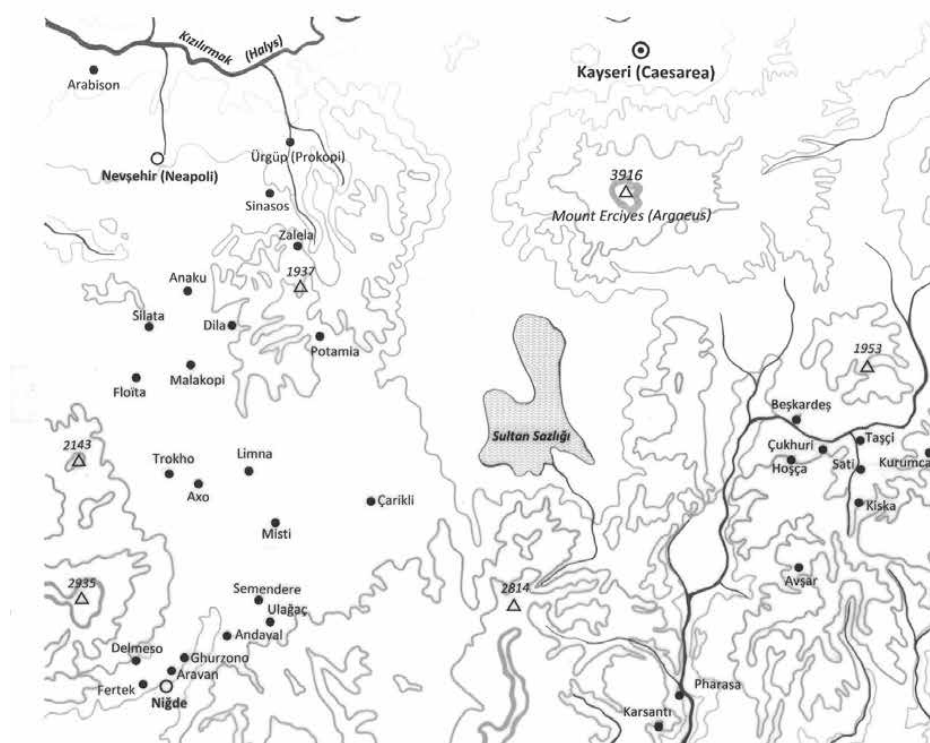 Kızılırmak (Halys)
Kayseri (Caesarea)
Arabison
Ürgüp (Prokopi)
Nevşehir (Neapoli)
3916
Sinasos
Mount Erciyes (Argaeus)
Zalela
1937
Anaku
Silata
Dila
Potamia
1953
Malakopi
Floïta
Beşkardeş
2143
Sultan Sazlığı
Çukhuri
Taşçi
Trokho
Limna
Hoşça
Sati
Kurumca
Axo
Çarikli
Kiska
Misti
2935
Semendere
2814
Avşar
Ulağaç
Andaval
Delmeso
Ghurzono
Aravan
Fertek
Niğde
Pharasa
Karsantı